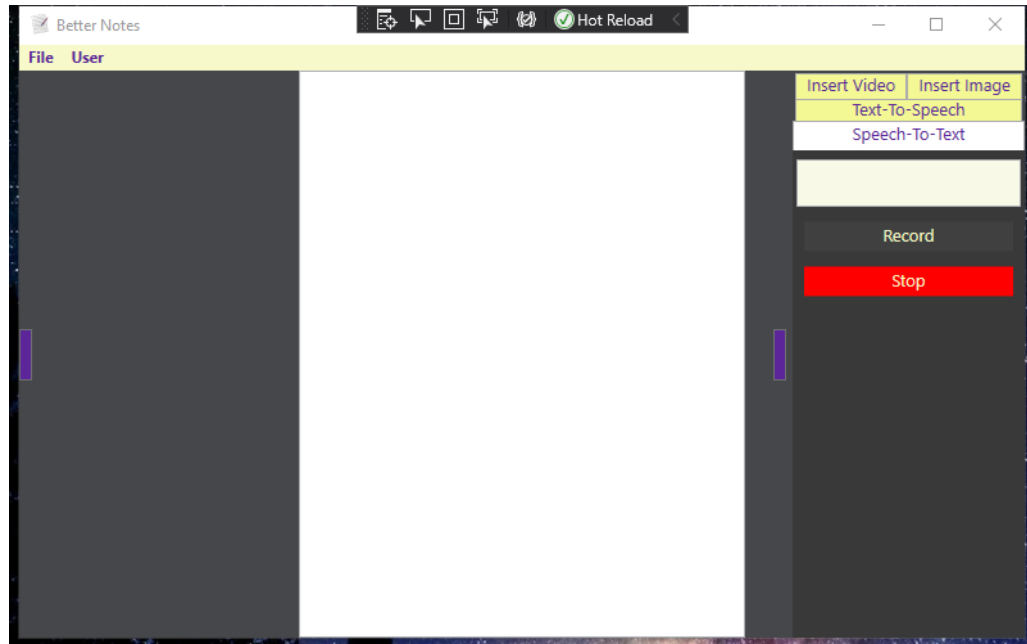 Better Notes
Hot Reload
File User
Insert Video Insert Image
Text-To-Speech
Speech-To-Text
Record
Stop